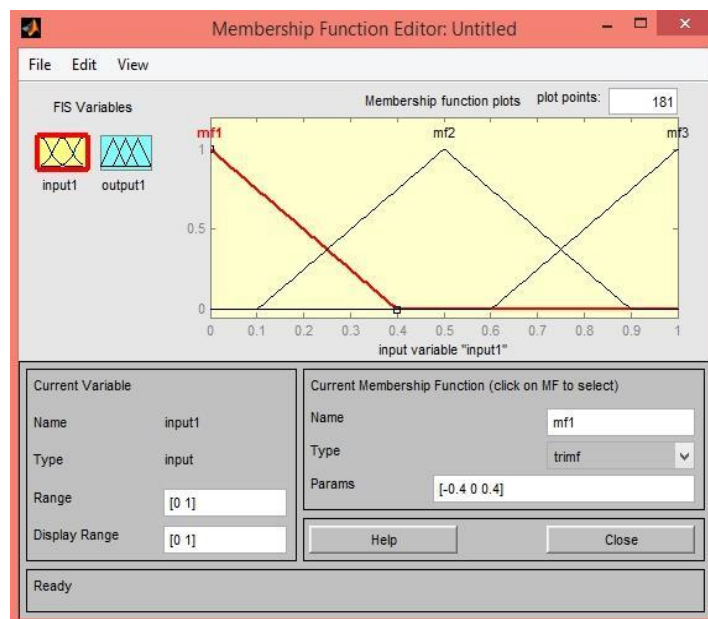 Membership Function Editor: Untitled
File Edit View
FIS Variables
input1 output1
Membership function plots plot points: 181
mf1 mf2 mf3
1
0.5
0
0 0.1 0.2 0.3 0.4 0.5 0.6 0.7 0.8 0.9 1
input variable "input1"
Current Variable
Name input1
Type input
Range [0 1]
Display Range [0 1]
Current Membership Function (click on MF to select)
Name mf1
Type trimf
Params [-0.4 0 0.4]
Help Close
Ready